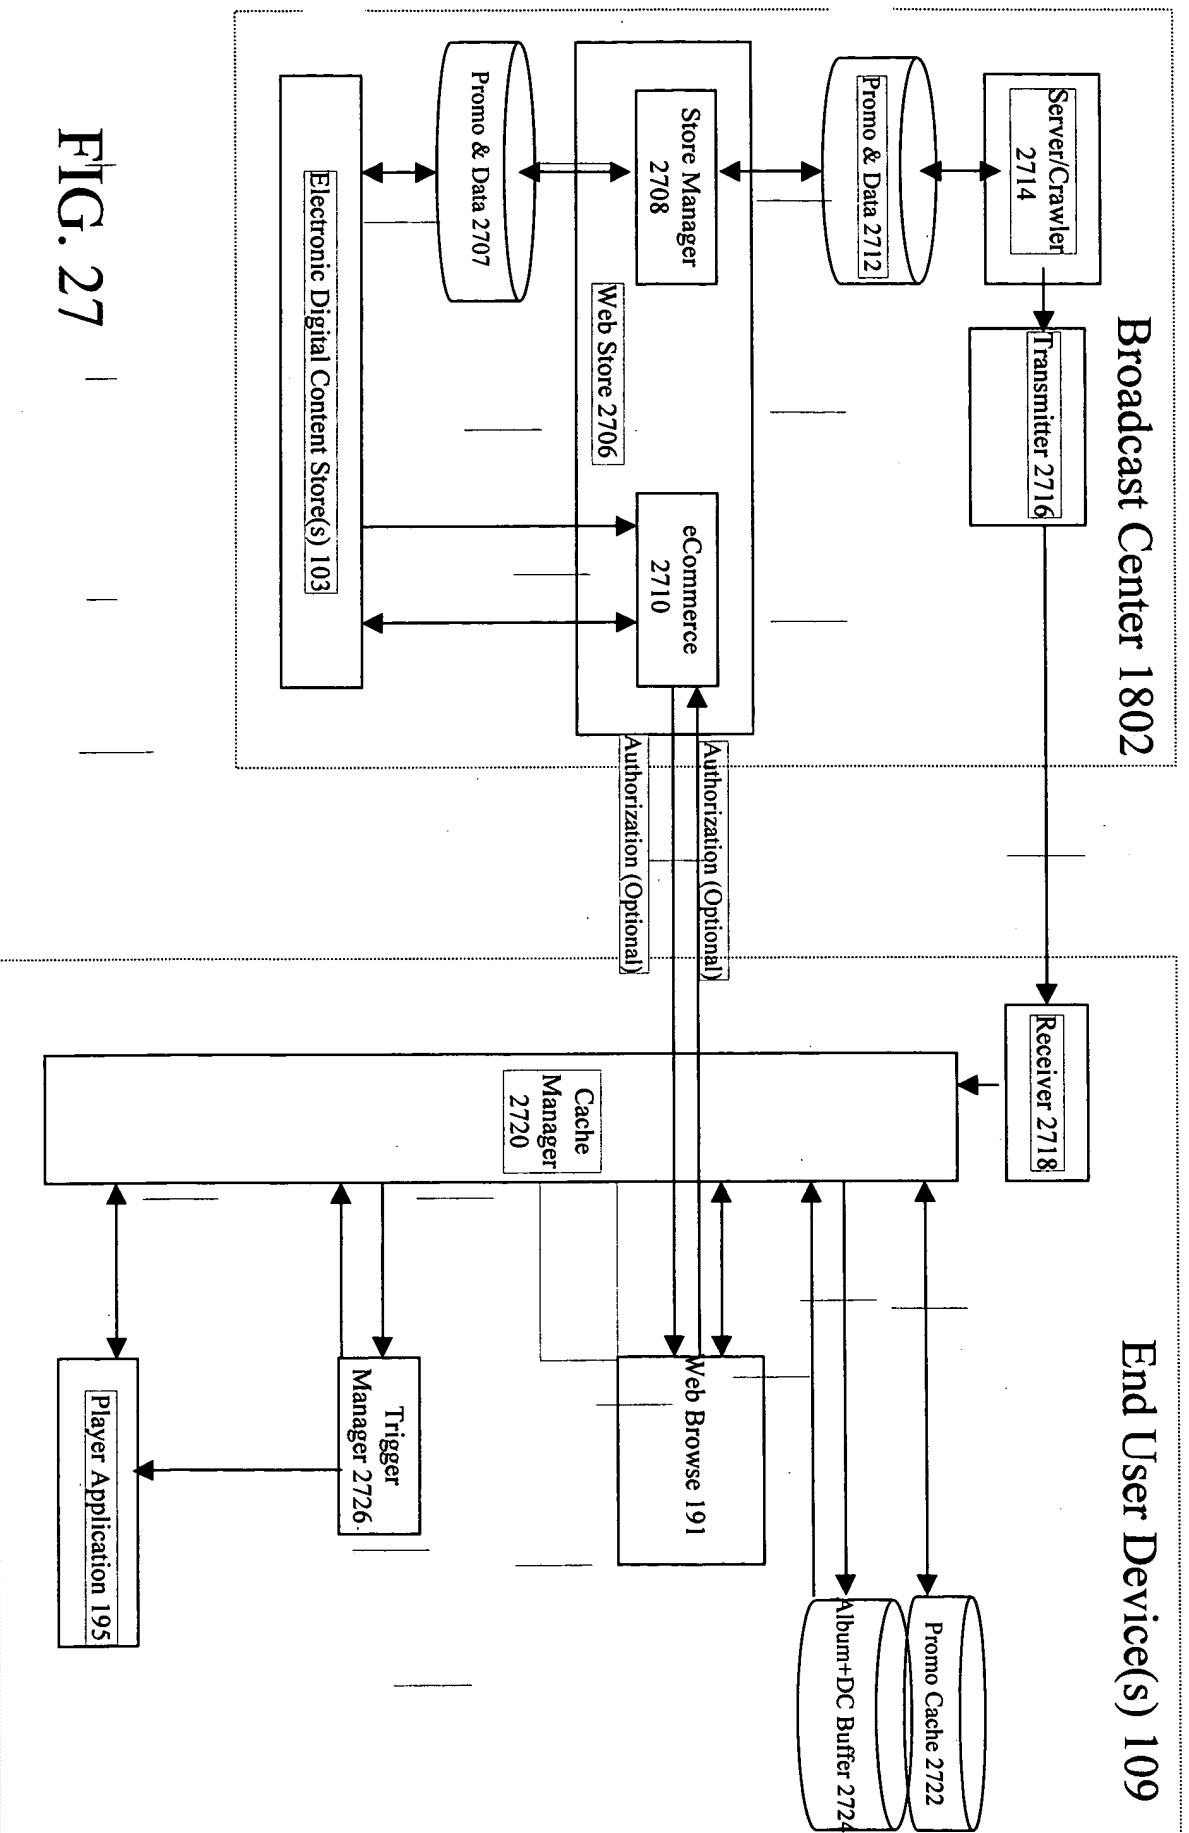 Broadcast Center 1802
End User Device(s) 109
Server/Crawler
2714
Transmitter 2716
Receiver 2718
Promo & Data 2712
Promo Cache 2722
Album+DC Buffer 2724
Store Manager
2708
Web Store 2706
eCommerce
2710
Authorization (Optional)
Authorization (Optional)
Web Browse 191
Cache
Manager
2720
Promo & Data 2707
Trigger
Manager 2726
Electronic Digital Content Store(s) 103
Player Application 195
FIG. 27